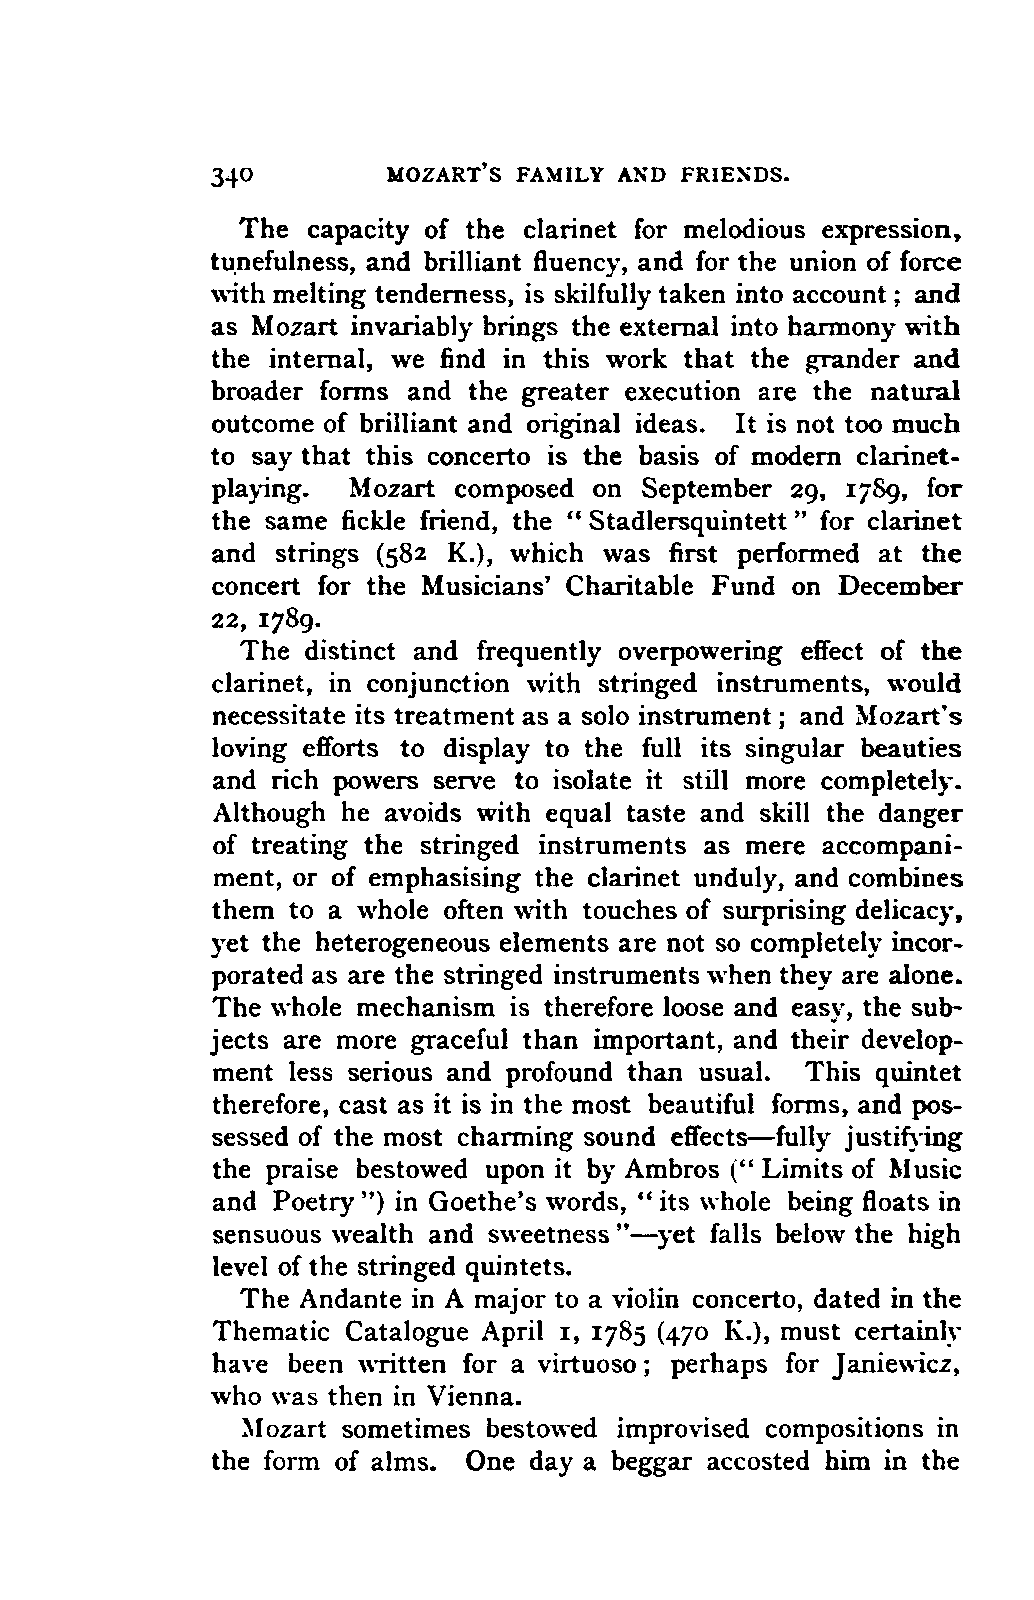 340 MOZART'S FAMILY AND FRIENDS.
The capacity of the clarinet for melodious expression,
tunefulness, and brilliant fluency, and for the union of force
with melting tenderness, is skilfully taken into account ; and
as Mozart invariably brings the external into harmony with
the internal, we find in this work that the grander and
broader forms and the greater execution are the natural
outcome of brilliant and original ideas. It is not too much
to say that this concerto is the basis of modern clarinet-
playing. Mozart composed on September 29, 1789, for
the same fickle friend, the “ Stadlersquintett ” for clarinet
and strings (582 K.), which was first performed at the
concert for the Musicians' Charitable Fund on December
22, 1789.
The distinct and frequently overpowering effect of the
clarinet, in conjunction with stringed instruments, would
necessitate its treatment as a solo instrument ; and Mozart's
loving efforts to display to the full its singular beauties
and rich powers serve to isolate it still more completely.
Although he avoids with equal taste and skill the danger
of treating the stringed instruments as mere accompani-
ment, or of emphasising the clarinet unduly, and combines
them to a whole often with touches of surprising delicacy,
yet the heterogeneous elements are not so completely incor-
porated as are the stringed instruments when they are alone.
The whole mechanism is therefore loose and easy, the sub-
jects are more graceful than important, and their develop-
ment less serious and profound than usual. This quintet
therefore, cast as it is in the most beautiful forms, and pos-
sessed of the most charming sound effects—fully justifying
the praise bestowed upon it by Ambros (“ Limits of Music
and Poetry ”) in Goethe's words, “ its whole being floats in
sensuous wealth and sweetness ”—yet falls below the high
level of the stringed quintets.
The Andante in A major to a violin concerto, dated in the
Thematic Catalogue April 1, 1785 (470 K.), must certainly
have been written for a virtuoso ; perhaps for Janiewicz,
who was then in Vienna.
Mozart sometimes bestowed improvised compositions in
the form of alms. One day a beggar accosted him in the